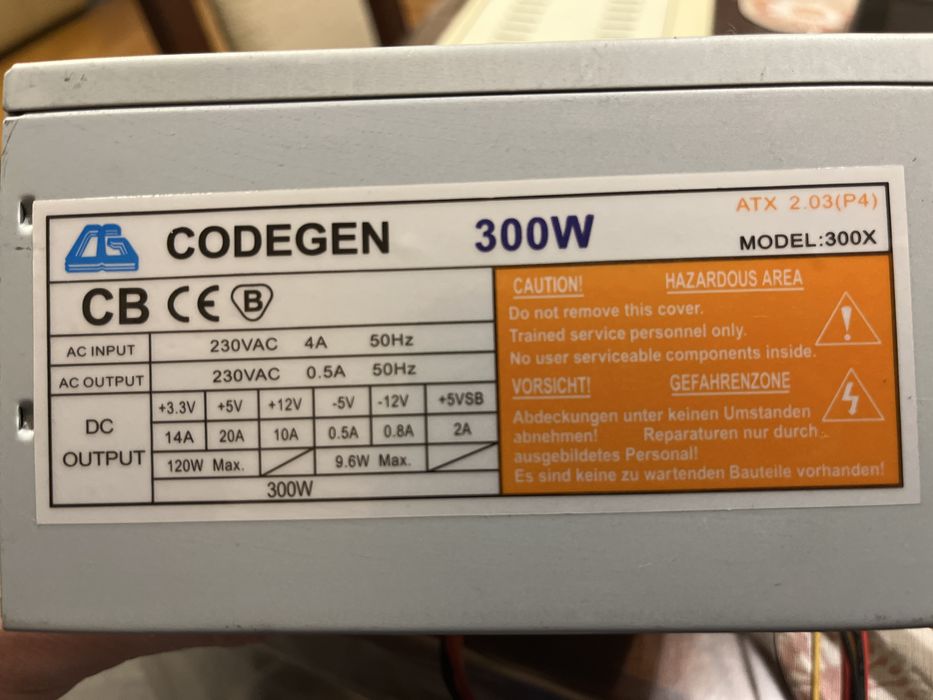 CODEGEN 300W
ATX 2.03(P4)
MODEL:300X
CB CE B
AC INPUT 230VAC 4A 50Hz
AC OUTPUT 230VAC 0.5A 50Hz
DC OUTPUT
+3.3V +5V +12V -5V -12V +5VSB
14A 20A 10A 0.5A 0.8A 2A
120W Max. 9.6W Max.
300W
CAUTION! HAZARDOUS AREA
Do not remove this cover.
Trained service personnel only.
No user serviceable components inside.
VORSICHT! GEFAHRENZONE
Abdeckungen unter keinen Umstanden
abnehmen! Reparaturen nur durch
ausgebildetes Personal!
Es sind keine zu wartenden Bauteile vorhanden!